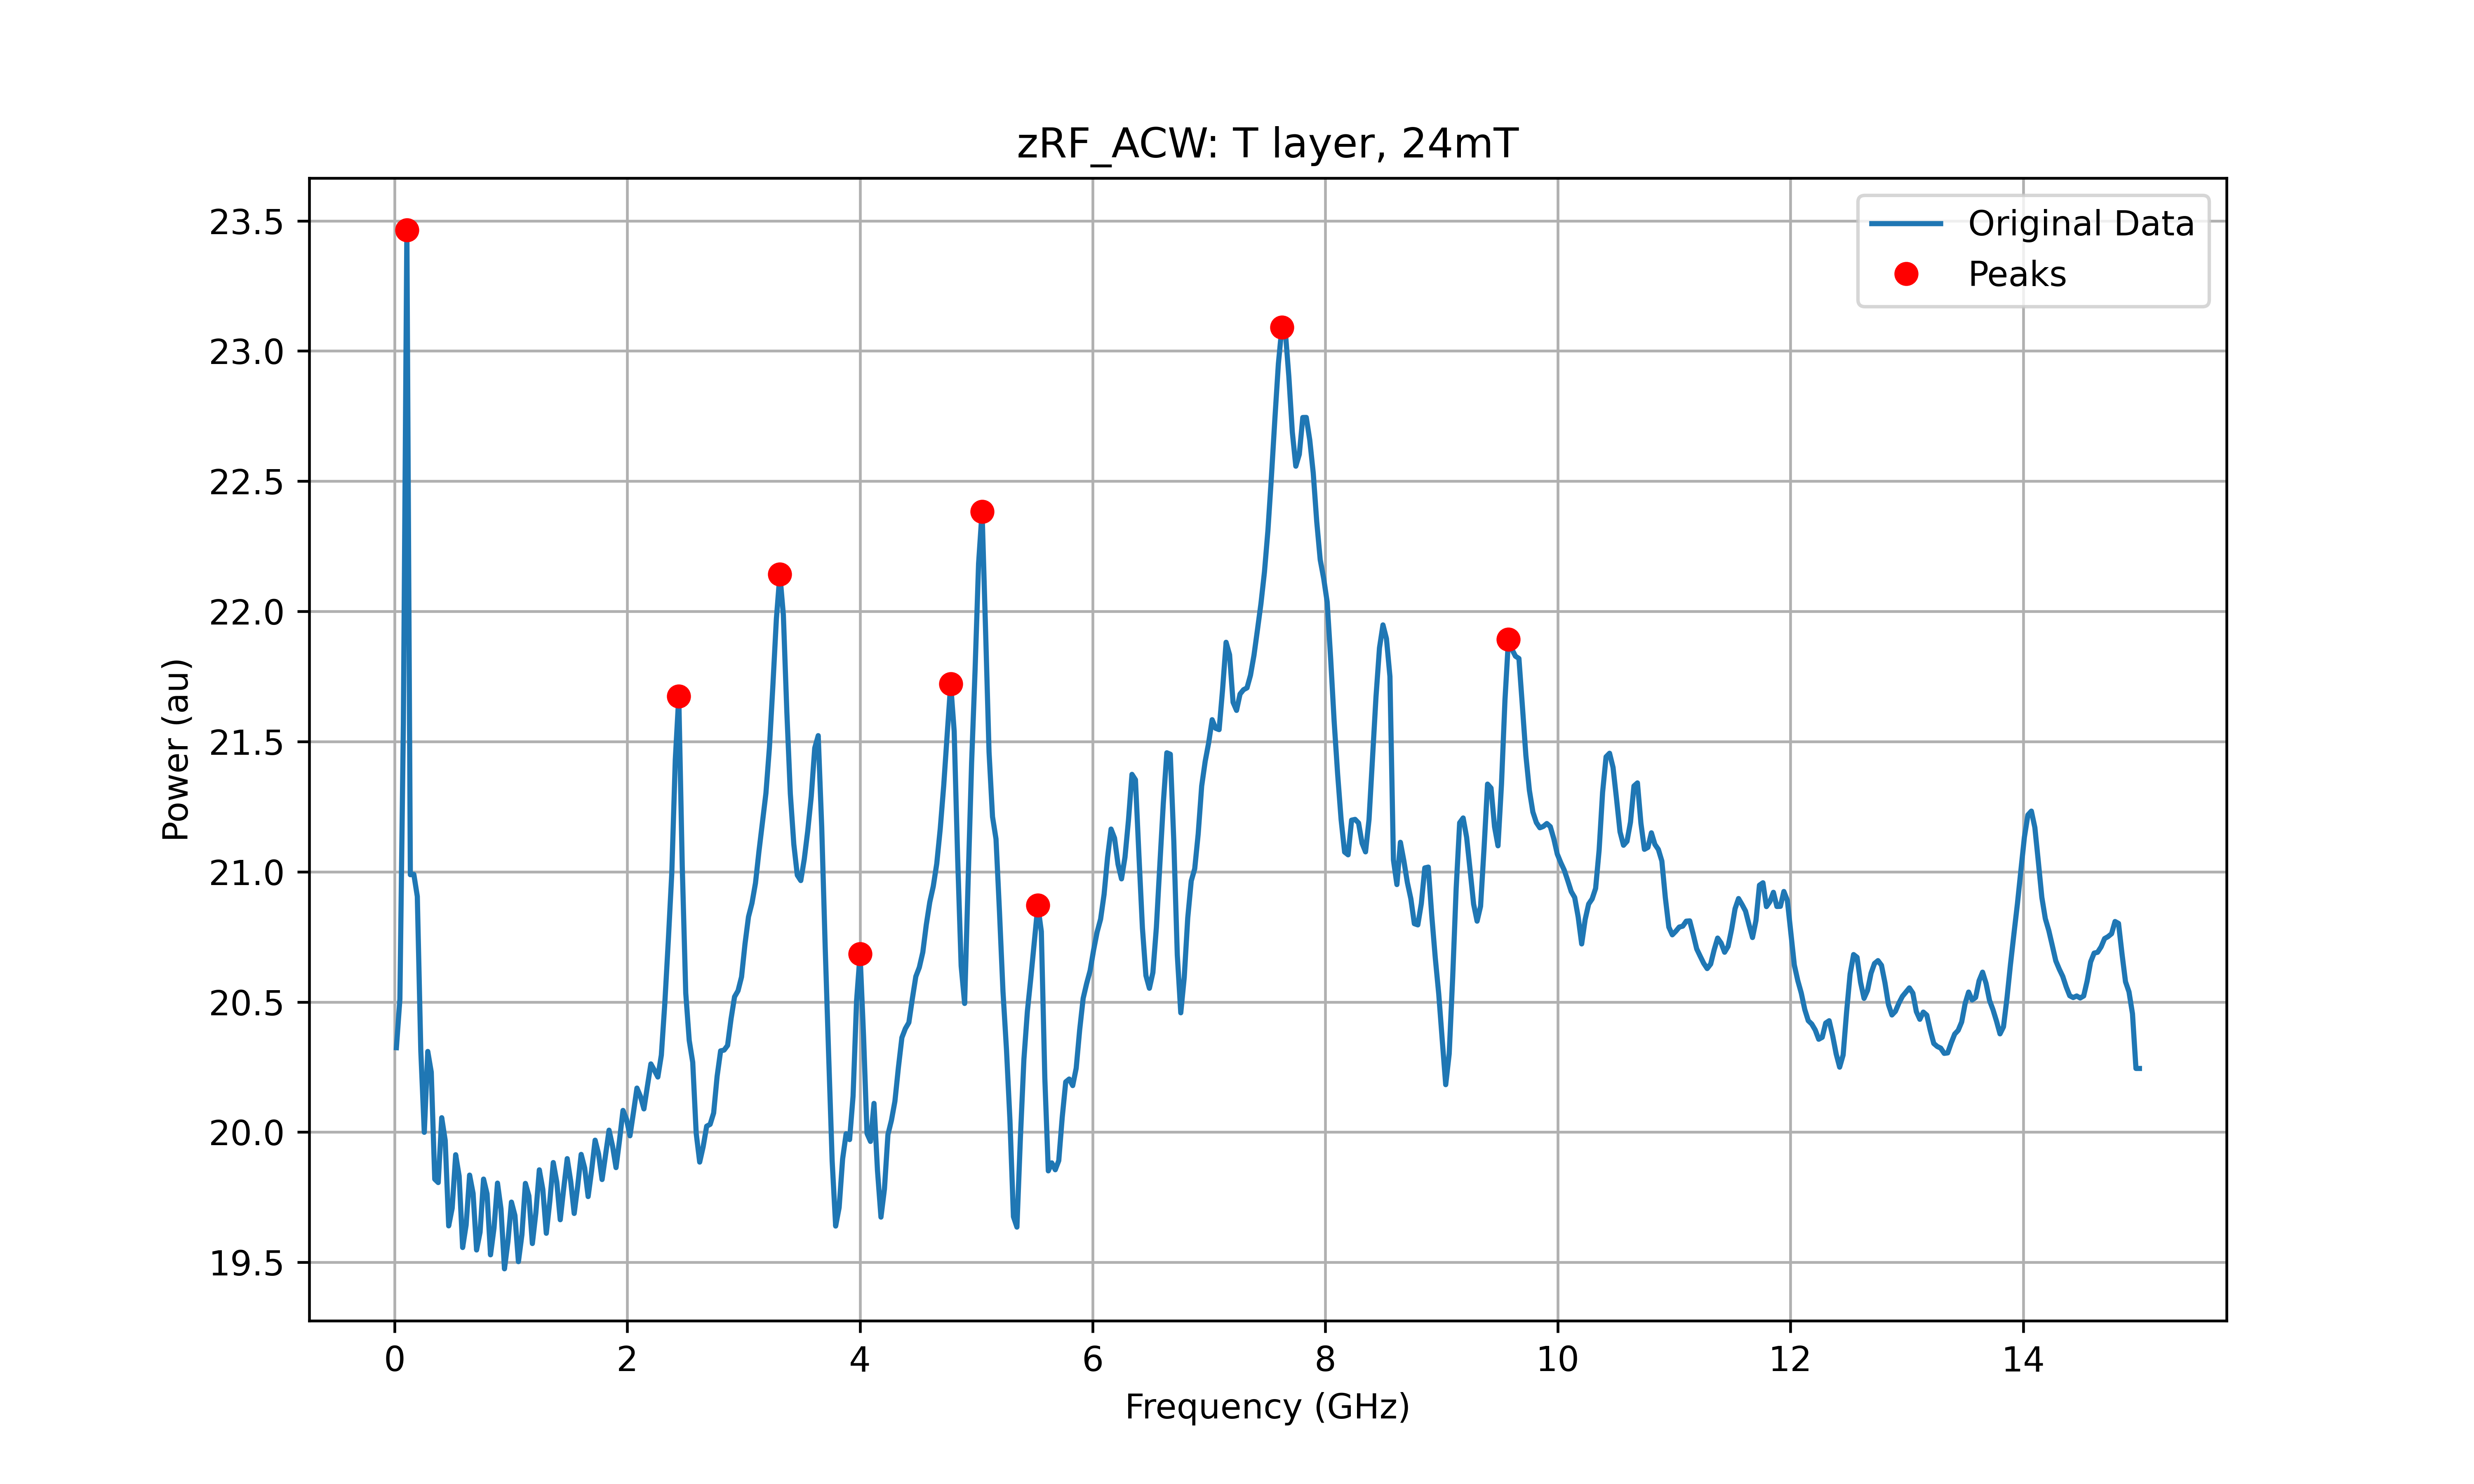 zRF_ACW: T layer, 24mT
Original Data
Peaks
Power (au)
23.5
23.0
22.5
22.0
21.5
21.0
20.5
20.0
19.5
0 2 4 6 8 10 12 14
Frequency (GHz)